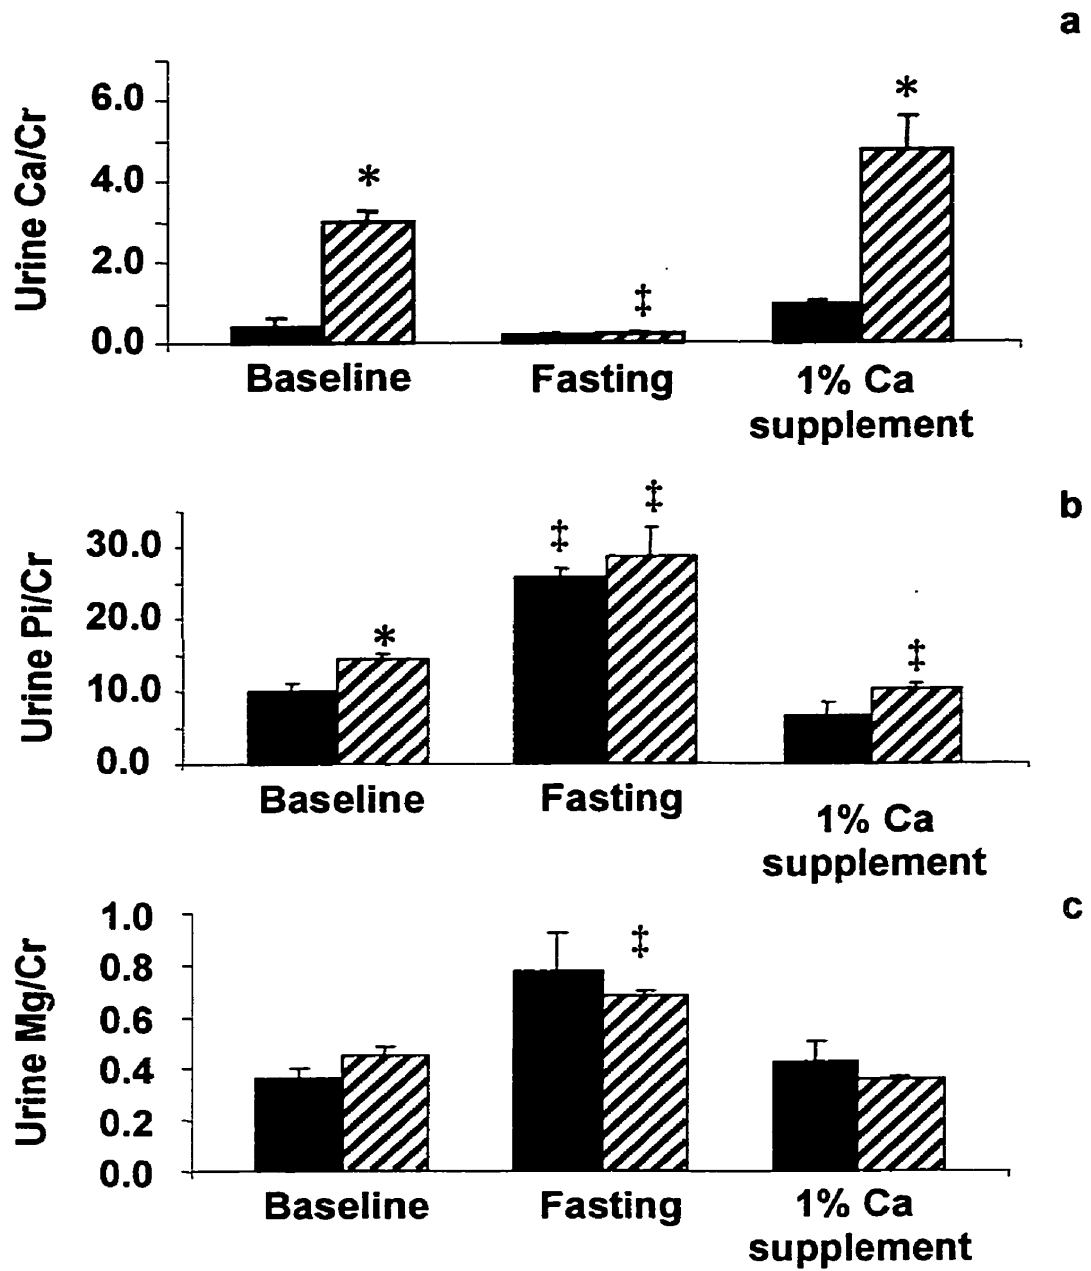 a
Urine Ca/Cr
6.0
4.0
2.0
0.0
*
‡
*
Baseline
Fasting
1% Ca
supplement
b
Urine Pi/Cr
30.0
20.0
10.0
0.0
*
‡
‡
‡
Baseline
Fasting
1% Ca
supplement
c
Urine Mg/Cr
1.0
0.8
0.6
0.4
0.2
0.0
‡
Baseline
Fasting
1% Ca
supplement